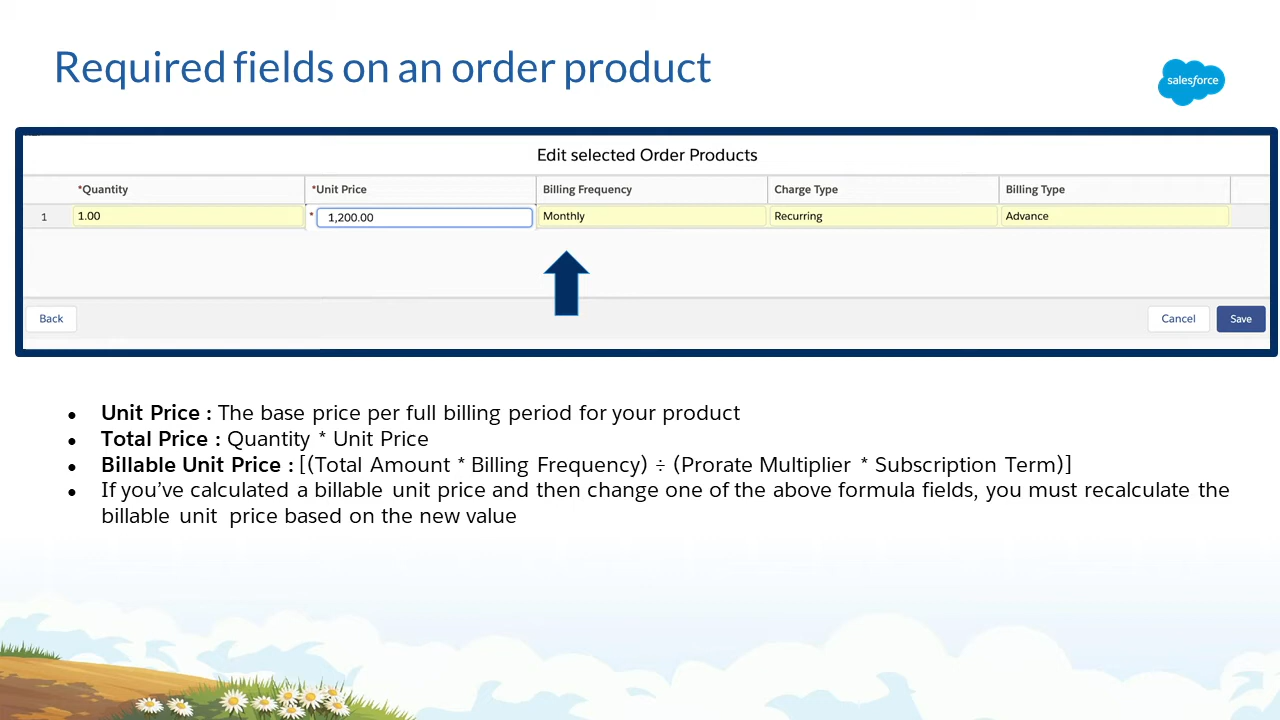 Required fields on an order product
salesforce
Edit selected Order Products
*Quantity *Unit Price Billing Frequency Charge Type Billing Type
1 1.00 * 1,200.00 Monthly Recurring Advance
Back Cancel Save
● Unit Price : The base price per full billing period for your product
● Total Price : Quantity * Unit Price
● Billable Unit Price : [(Total Amount * Billing Frequency) ÷ (Prorate Multiplier * Subscription Term)]
● If you’ve calculated a billable unit price and then change one of the above formula fields, you must recalculate the
billable unit price based on the new value